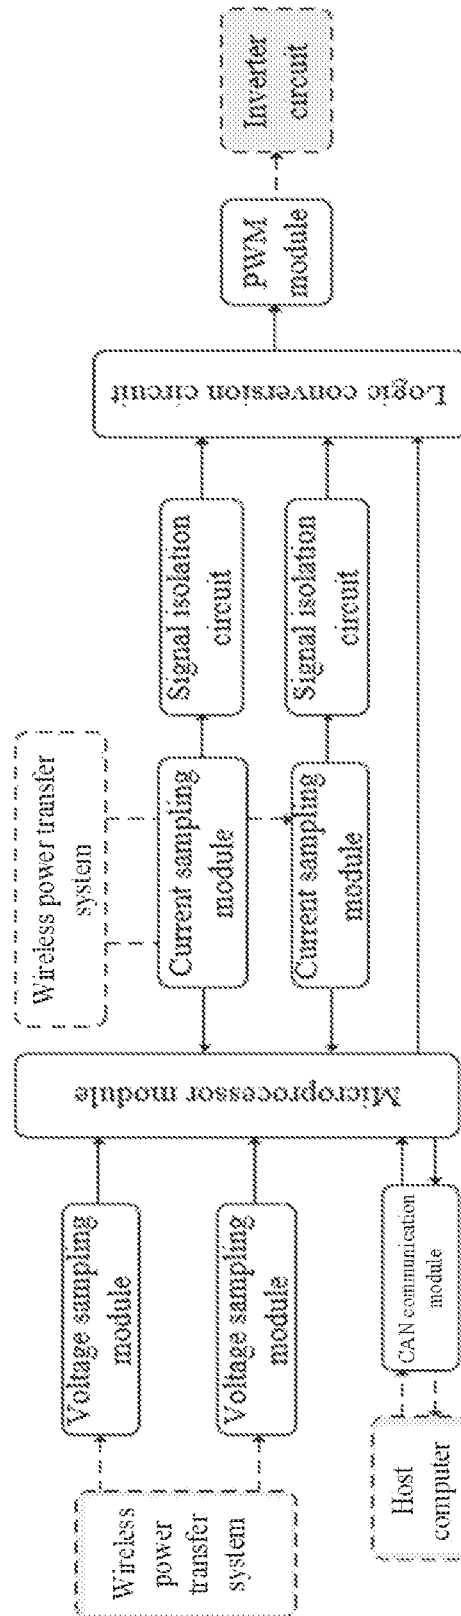 Wireless
power
transfer
system
Voltage sampling
module
Voltage sampling
module
Host
computer
CAN communication
module
Microprocessor module
Wireless power transfer
system
Current sampling
module
Current sampling
module
Signal isolation
circuit
Signal isolation
circuit
Logic conversion circuit
PWM
module
Inverter
circuit